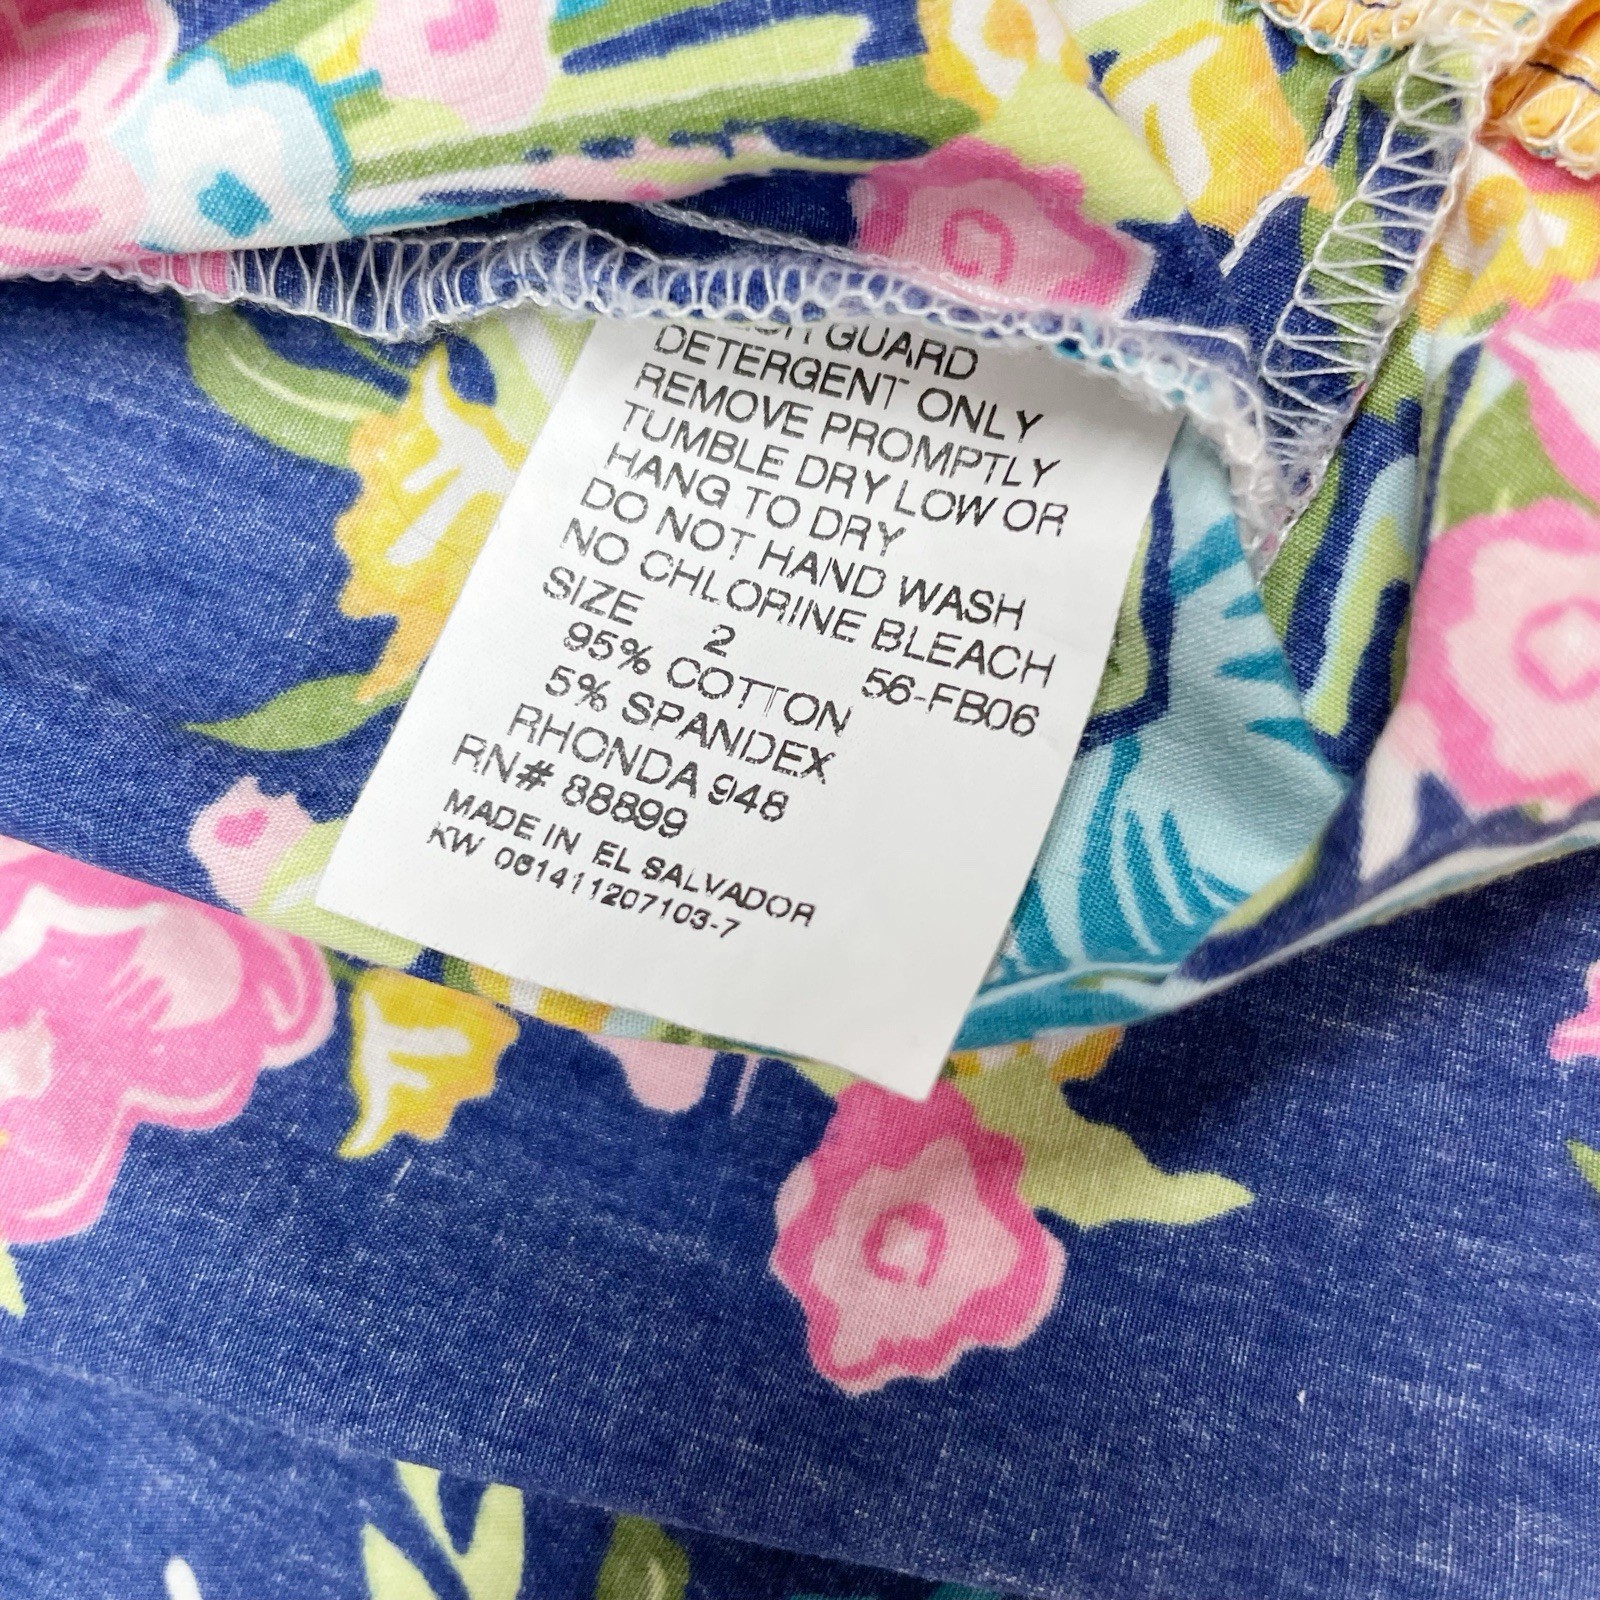 GUARD
DETERGENT ONLY
REMOVE PROMPTLY
TUMBLE DRY LOW OR
HANG TO DRY
DO NOT HAND WASH
NO CHLORINE BLEACH
SIZE 2 56-FB06
95% COTTON
5% SPANDEX
RHONDA 948
RN# 88899
MADE IN EL SALVADOR
KW 061411207103-7